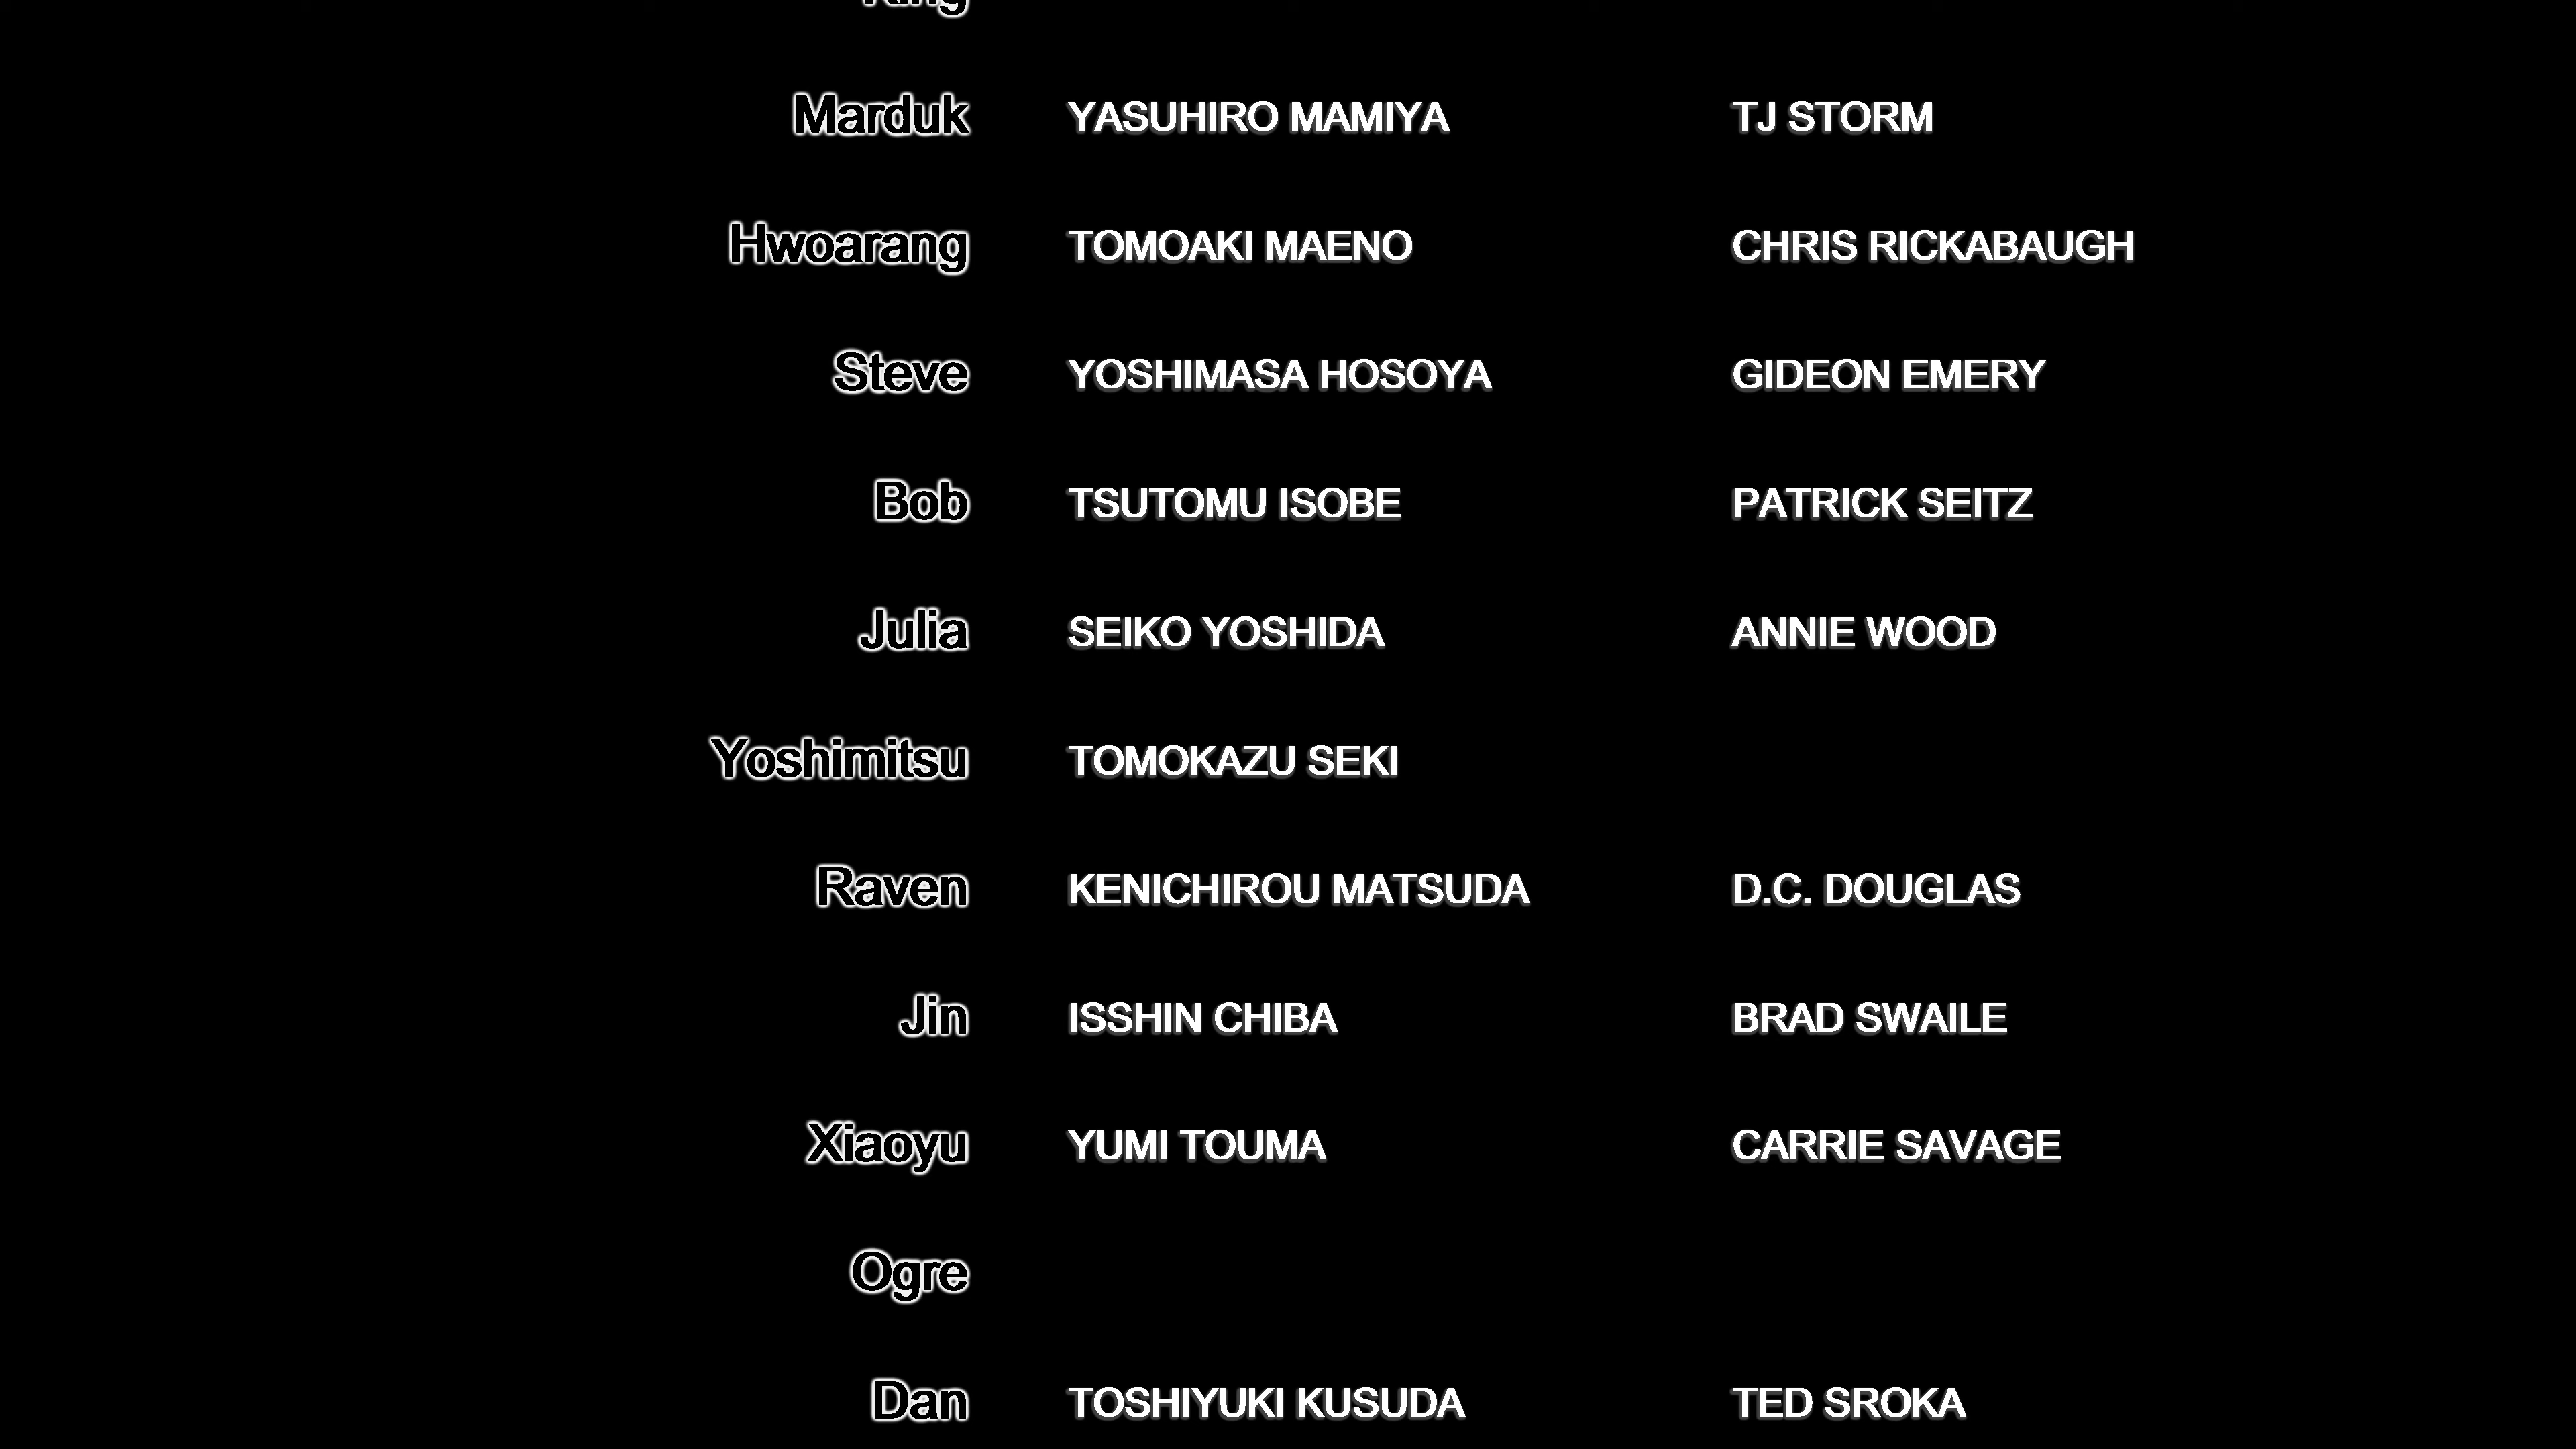 Marduk YASUHIRO MAMIYA TJ STORM
Hwoarang TOMOAKI MAENO CHRIS RICKABAUGH
Steve YOSHIMASA HOSOYA GIDEON EMERY
Bob TSUTOMU ISOBE PATRICK SEITZ
Julia SEIKO YOSHIDA ANNIE WOOD
Yoshimitsu TOMOKAZU SEKI
Raven KENICHIROU MATSUDA D.C. DOUGLAS
Jin ISSHIN CHIBA BRAD SWAILE
Xiaoyu YUMI TOUMA CARRIE SAVAGE
Ogre
Dan TOSHIYUKI KUSUDA TED SROKA